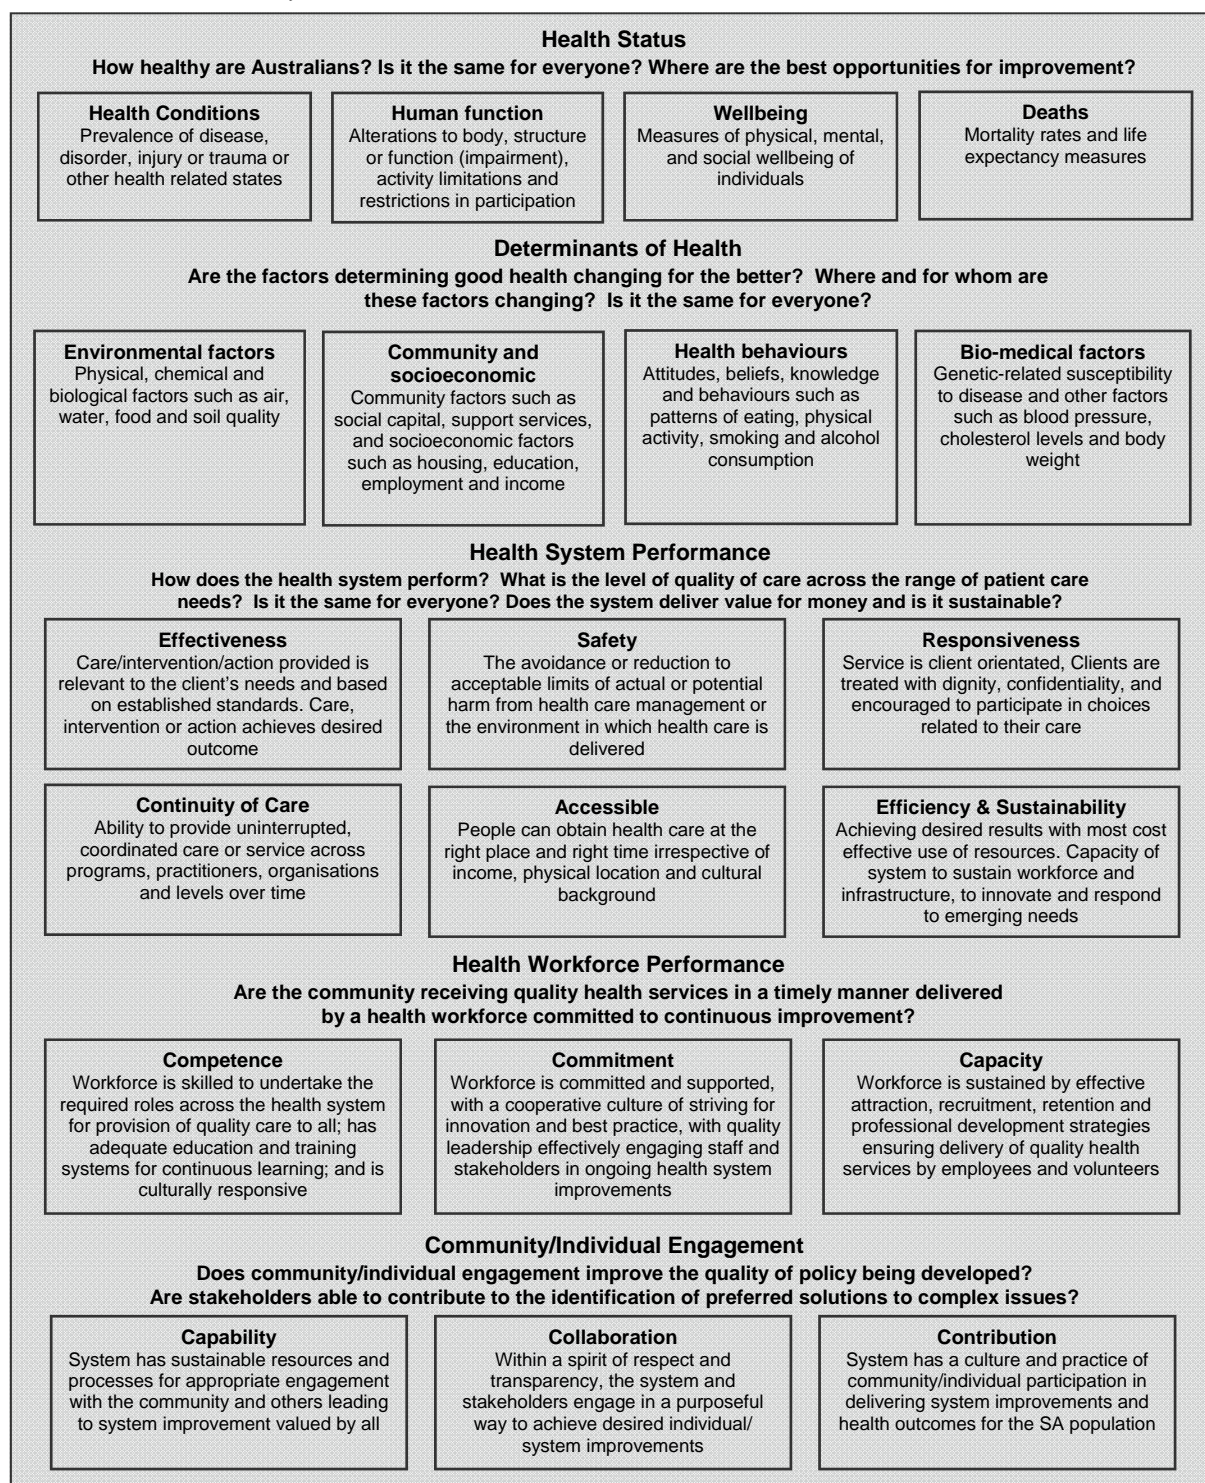 Health Status
How healthy are Australians? Is it the same for everyone? Where are the best opportunities for improvement?
Health Conditions
Prevalence of disease,
disorder, injury or trauma or
other health related states
Human function
Alterations to body, structure
or function (impairment),
activity limitations and
restrictions in participation
Wellbeing
Measures of physical, mental,
and social wellbeing of
individuals
Deaths
Mortality rates and life
expectancy measures
Determinants of Health
Are the factors determining good health changing for the better? Where and for whom are
these factors changing? Is it the same for everyone?
Environmental factors
Physical, chemical and
biological factors such as air,
water, food and soil quality
Community and
socioeconomic
Community factors such as
social capital, support services,
and socioeconomic factors
such as housing, education,
employment and income
Health behaviours
Attitudes, beliefs, knowledge
and behaviours such as
patterns of eating, physical
activity, smoking and alcohol
consumption
Bio-medical factors
Genetic-related susceptibility
to disease and other factors
such as blood pressure,
cholesterol levels and body
weight
Health System Performance
How does the health system perform? What is the level of quality of care across the range of patient care
needs? Is it the same for everyone? Does the system deliver value for money and is it sustainable?
Effectiveness
Care/intervention/action provided is
relevant to the client's needs and based
on established standards. Care,
intervention or action achieves desired
outcome
Safety
The avoidance or reduction to
acceptable limits of actual or potential
harm from health care management or
the environment in which health care is
delivered
Responsiveness
Service is client orientated, Clients are
treated with dignity, confidentiality, and
encouraged to participate in choices
related to their care
Continuity of Care
Ability to provide uninterrupted,
coordinated care or service across
programs, practitioners, organisations
and levels over time
Accessible
People can obtain health care at the
right place and right time irrespective of
income, physical location and cultural
background
Efficiency & Sustainability
Achieving desired results with most cost
effective use of resources. Capacity of
system to sustain workforce and
infrastructure, to innovate and respond
to emerging needs
Health Workforce Performance
Are the community receiving quality health services in a timely manner delivered
by a health workforce committed to continuous improvement?
Competence
Workforce is skilled to undertake the
required roles across the health system
for provision of quality care to all; has
adequate education and training
systems for continuous learning; and is
culturally responsive
Commitment
Workforce is committed and supported,
with a cooperative culture of striving for
innovation and best practice, with quality
leadership effectively engaging staff and
stakeholders in ongoing health system
improvements
Capacity
Workforce is sustained by effective
attraction, recruitment, retention and
professional development strategies
ensuring delivery of quality health
services by employees and volunteers
Community/Individual Engagement
Does community/individual engagement improve the quality of policy being developed?
Are stakeholders able to contribute to the identification of preferred solutions to complex issues?
Capability
System has sustainable resources and
processes for appropriate engagement
with the community and others leading
to system improvement valued by all
Collaboration
Within a spirit of respect and
transparency, the system and
stakeholders engage in a purposeful
way to achieve desired individual/
system improvements
Contribution
System has a culture and practice of
community/individual participation in
delivering system improvements and
health outcomes for the SA population